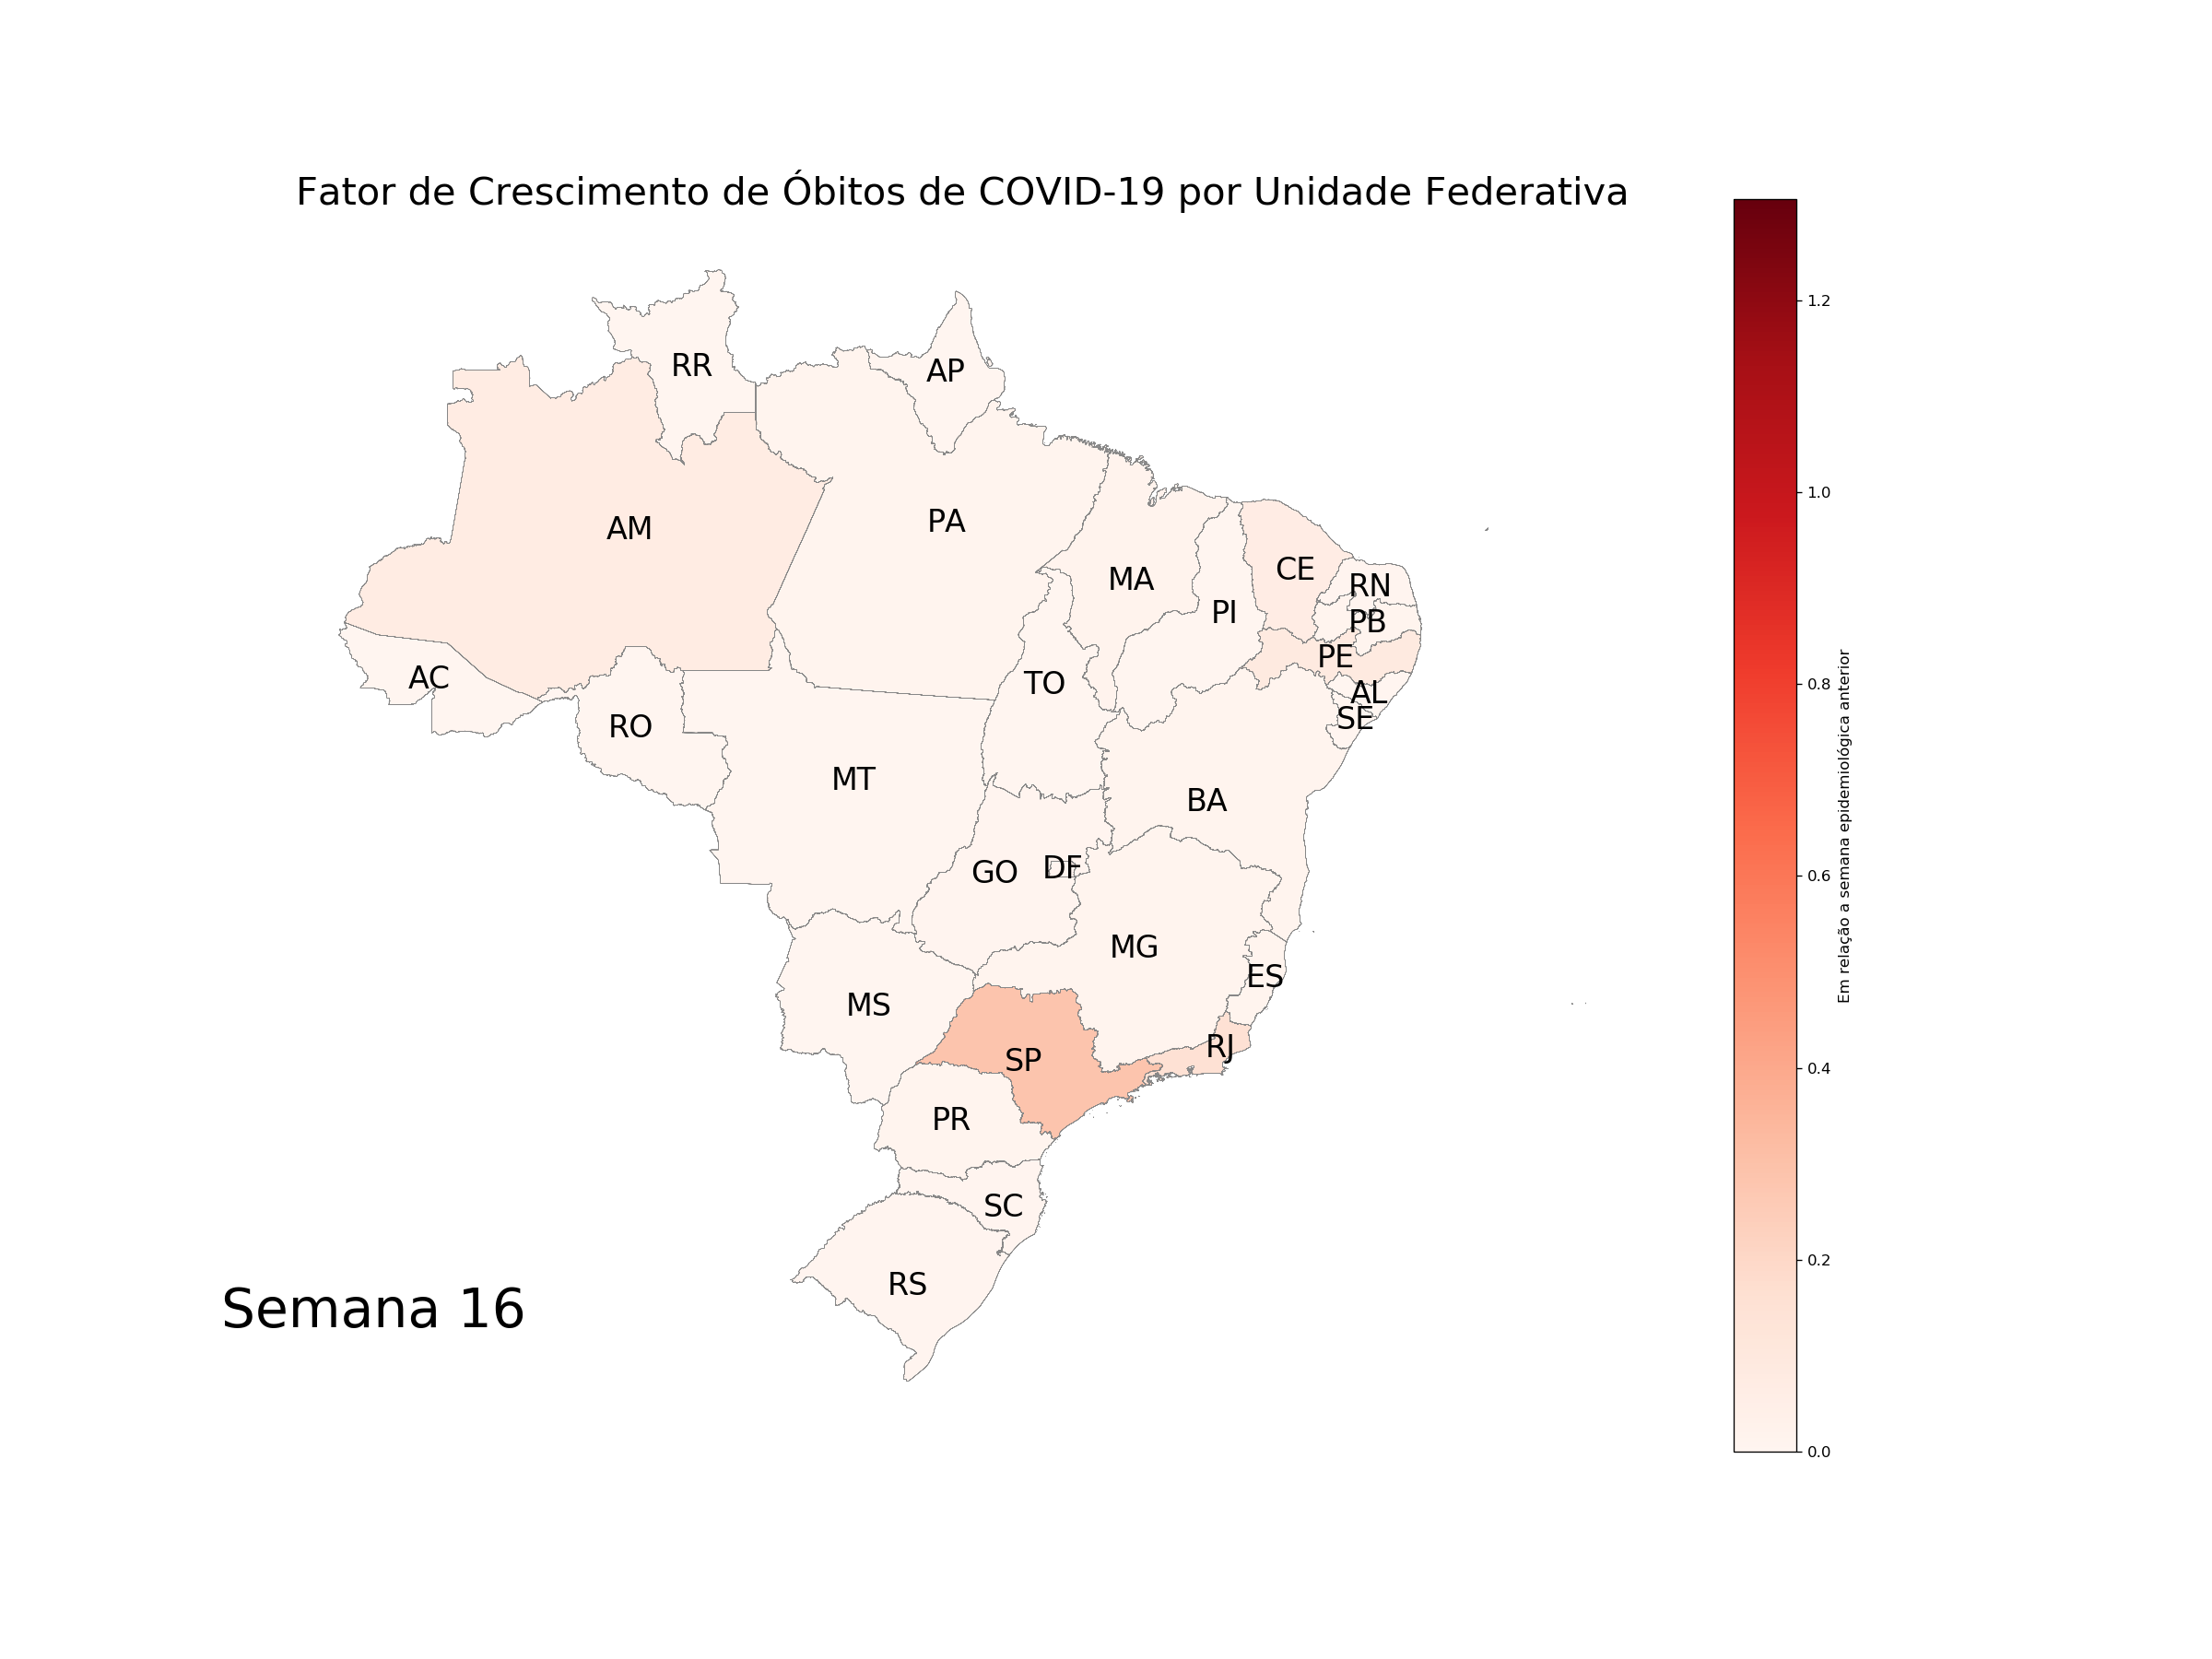 Fator de Crescimento de Óbitos de COVID-19 por Unidade Federativa
RR
AP
AM
PA
CE
MA
RN
PI
PB
PE
AC
TO
AL
RO
SE
MT
BA
GO
DF
MG
ES
MS
RJ
SP
PR
SC
RS
Semana 16
1.2
1.0
0.8
0.6
0.4
0.2
0.0
Em relação a semana epidemiológica anterior